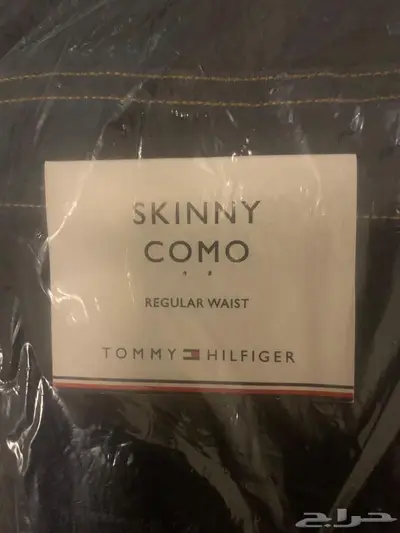 SKINNY
COMO
REGULAR WAIST
TOMMY HILFIGER
حراج